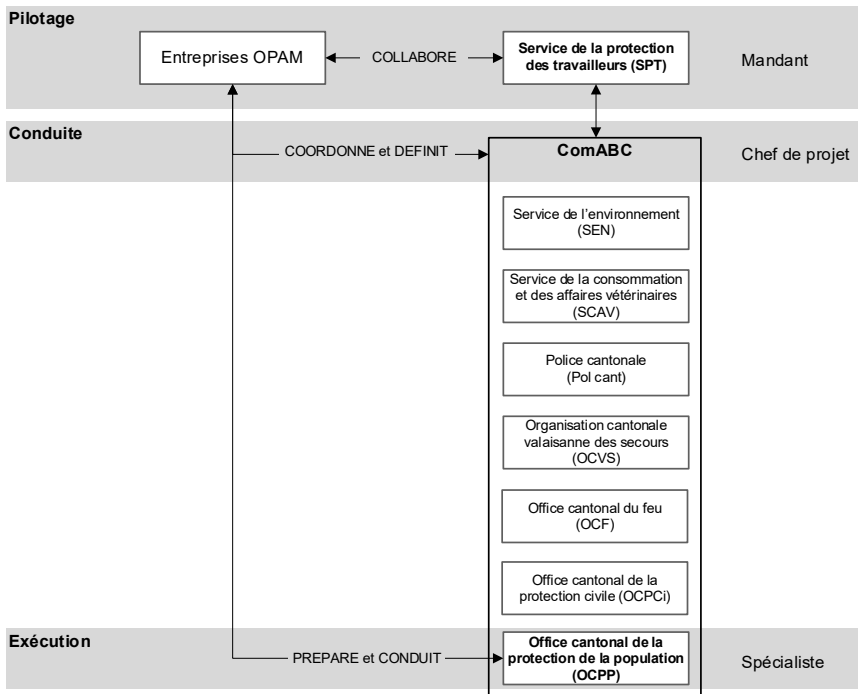 Pilotage
Entreprises OPAM
COLLABORE
Service de la protection
des travailleurs (SPT)
Mandant
Conduite
COORDONNE et DEFINIT
ComABC
Chef de projet
Service de l'environnement
(SEN)
Service de la consommation
et des affaires vétérinaires
(SCAV)
Police cantonale
(Pol cant)
Organisation cantonale
valaisanne des secours
(OCVS)
Office cantonal du feu
(OCF)
Office cantonal de la
protection civile (OCPCi)
Exécution
PREPARE et CONDUIT
Office cantonal de la
protection de la population
(OCPP)
Spécialiste